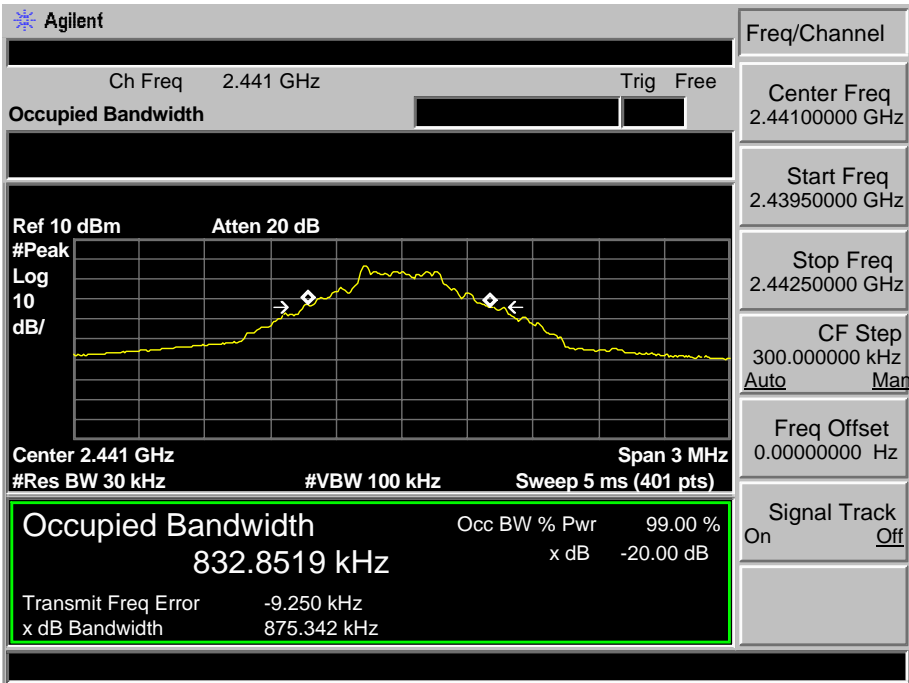 Agilent
Freq/Channel
Ch Freq 2.441 GHz Trig Free
Occupied Bandwidth
Center Freq
2.44100000 GHz
Start Freq
2.43950000 GHz
Stop Freq
2.44250000 GHz
CF Step
300.000000 kHz
Auto Man
Freq Offset
0.00000000 Hz
Signal Track
On Off
Ref 10 dBm Atten 20 dB
#Peak
Log
10
dB/
Center 2.441 GHz Span 3 MHz
#Res BW 30 kHz #VBW 100 kHz Sweep 5 ms (401 pts)
Occupied Bandwidth
832.8519 kHz
Occ BW % Pwr 99.00 %
x dB -20.00 dB
Transmit Freq Error -9.250 kHz
x dB Bandwidth 875.342 kHz